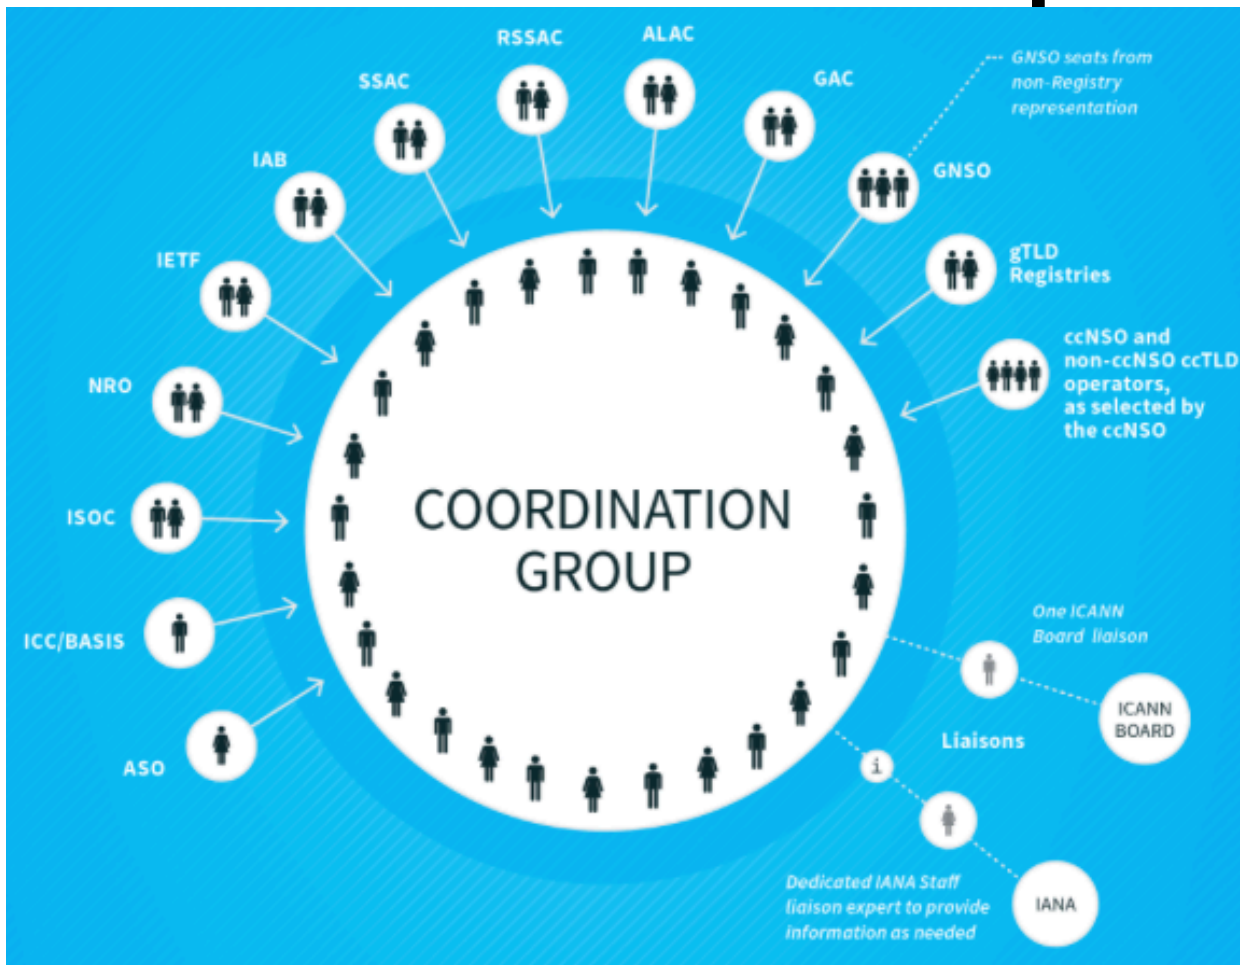 RSSAC
ALAC
SSAC
GAC
GNSO seats from
non-Registry
representation
IAB
GNSO
IETF
gTLD
Registries
ccNSO and
non-ccNSO ccTLD
operators,
as selected by
the ccNSO
NRO
COORDINATION
GROUP
ISOC
ICC/BASIS
One ICANN
Board liaison
ICANN
BOARD
Liaisons
i
ASO
Dedicated IANA Staff
liaison expert to provide
information as needed
IANA